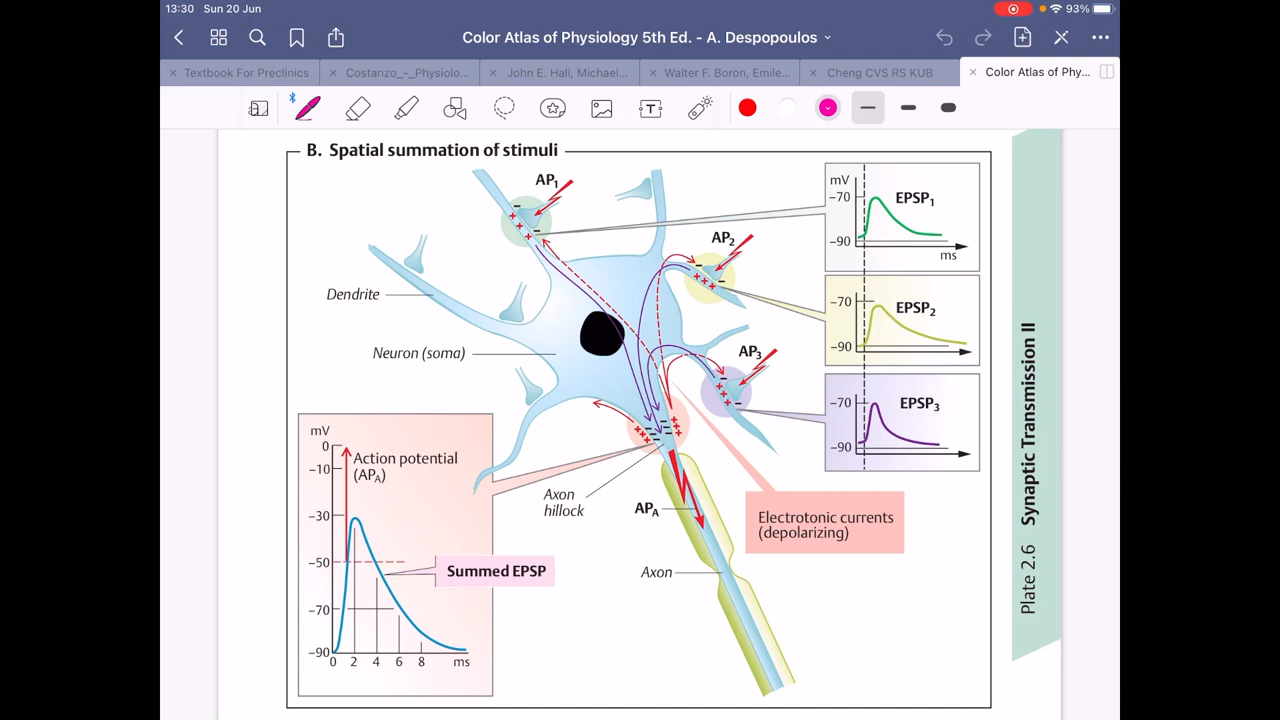 13:30 Sun 20 Jun
93%
Color Atlas of Physiology 5th Ed. - A. Despopoulos
Textbook For Preclinics
Costanzo_-_Physiolo...
John E. Hall, Michael...
Walter F. Boron, Emile...
Cheng CVS RS KUB
Color Atlas of Phy...
T
B. Spatial summation of stimuli
AP1
AP2
AP3
Dendrite
Neuron (soma)
mV
-70
-90
EPSP1
ms
-70
-90
EPSP2
-70
-90
EPSP3
mV
0
-10
-30
-50
-70
-90
Action potential
(APA)
Summed EPSP
0 2 4 6 8 ms
Axon
hillock
APA
Axon
Electrotonic currents
(depolarizing)
Plate 2.6 Synaptic Transmission II